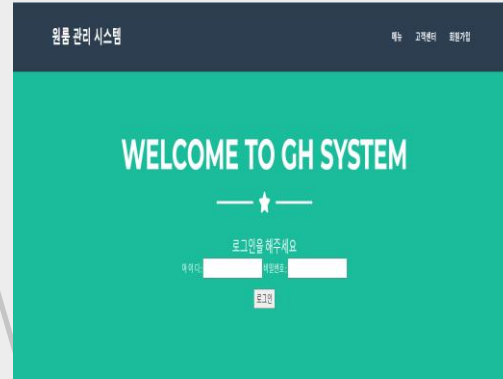 원룸 관리 시스템
메뉴 고객센터 회원가입
WELCOME TO GH SYSTEM
로그인을 해주세요
아이디: 비밀번호:
로그인